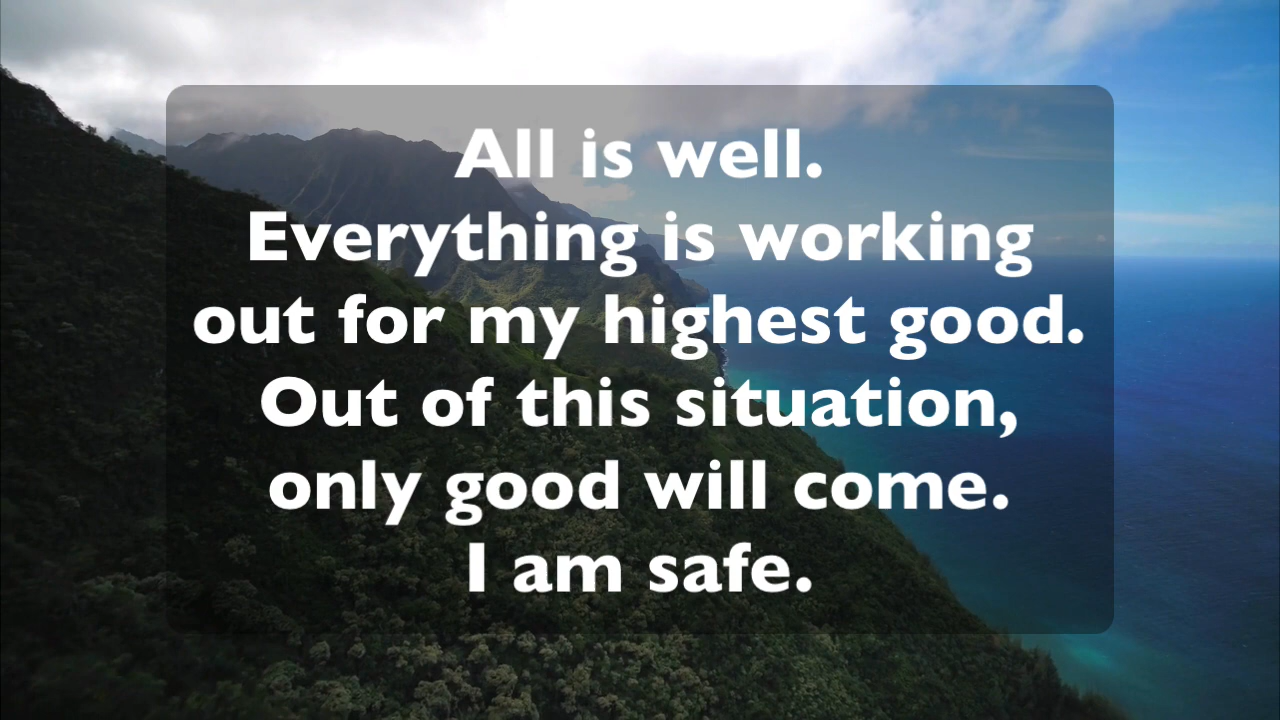 All is well.
Everything is working
out for my highest good.
Out of this situation,
only good will come.
I am safe.